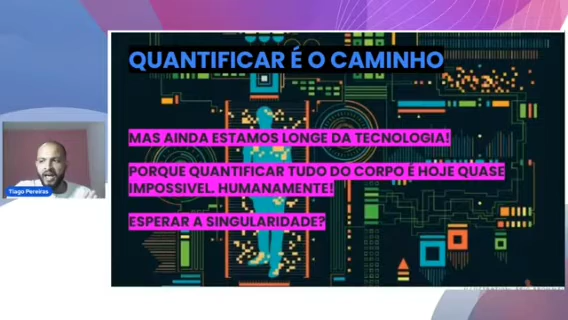 QUANTIFICAR É O CAMINHO
MAS AINDA ESTAMOS LONGE DA TECNOLOGIA!
PORQUE QUANTIFICAR TUDO DO CORPO É HOJE QUASE
IMPOSSIVEL. HUMANAMENTE!
ESPERAR A SINGULARIDADE?
Tiago Pereiras